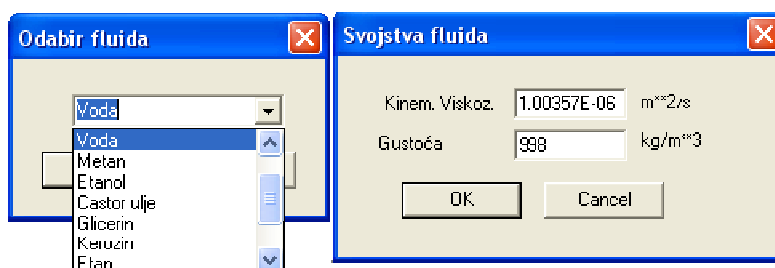 Odabir fluida
Voda
Voda
Metan
Etanol
Castor ulje
Glicerin
Keruzin
Etan
Svojstva fluida
Kinem. Viskoz. 1.00357E-06 m**2/s
Gustoća 998 kg/m**3
OK Cancel